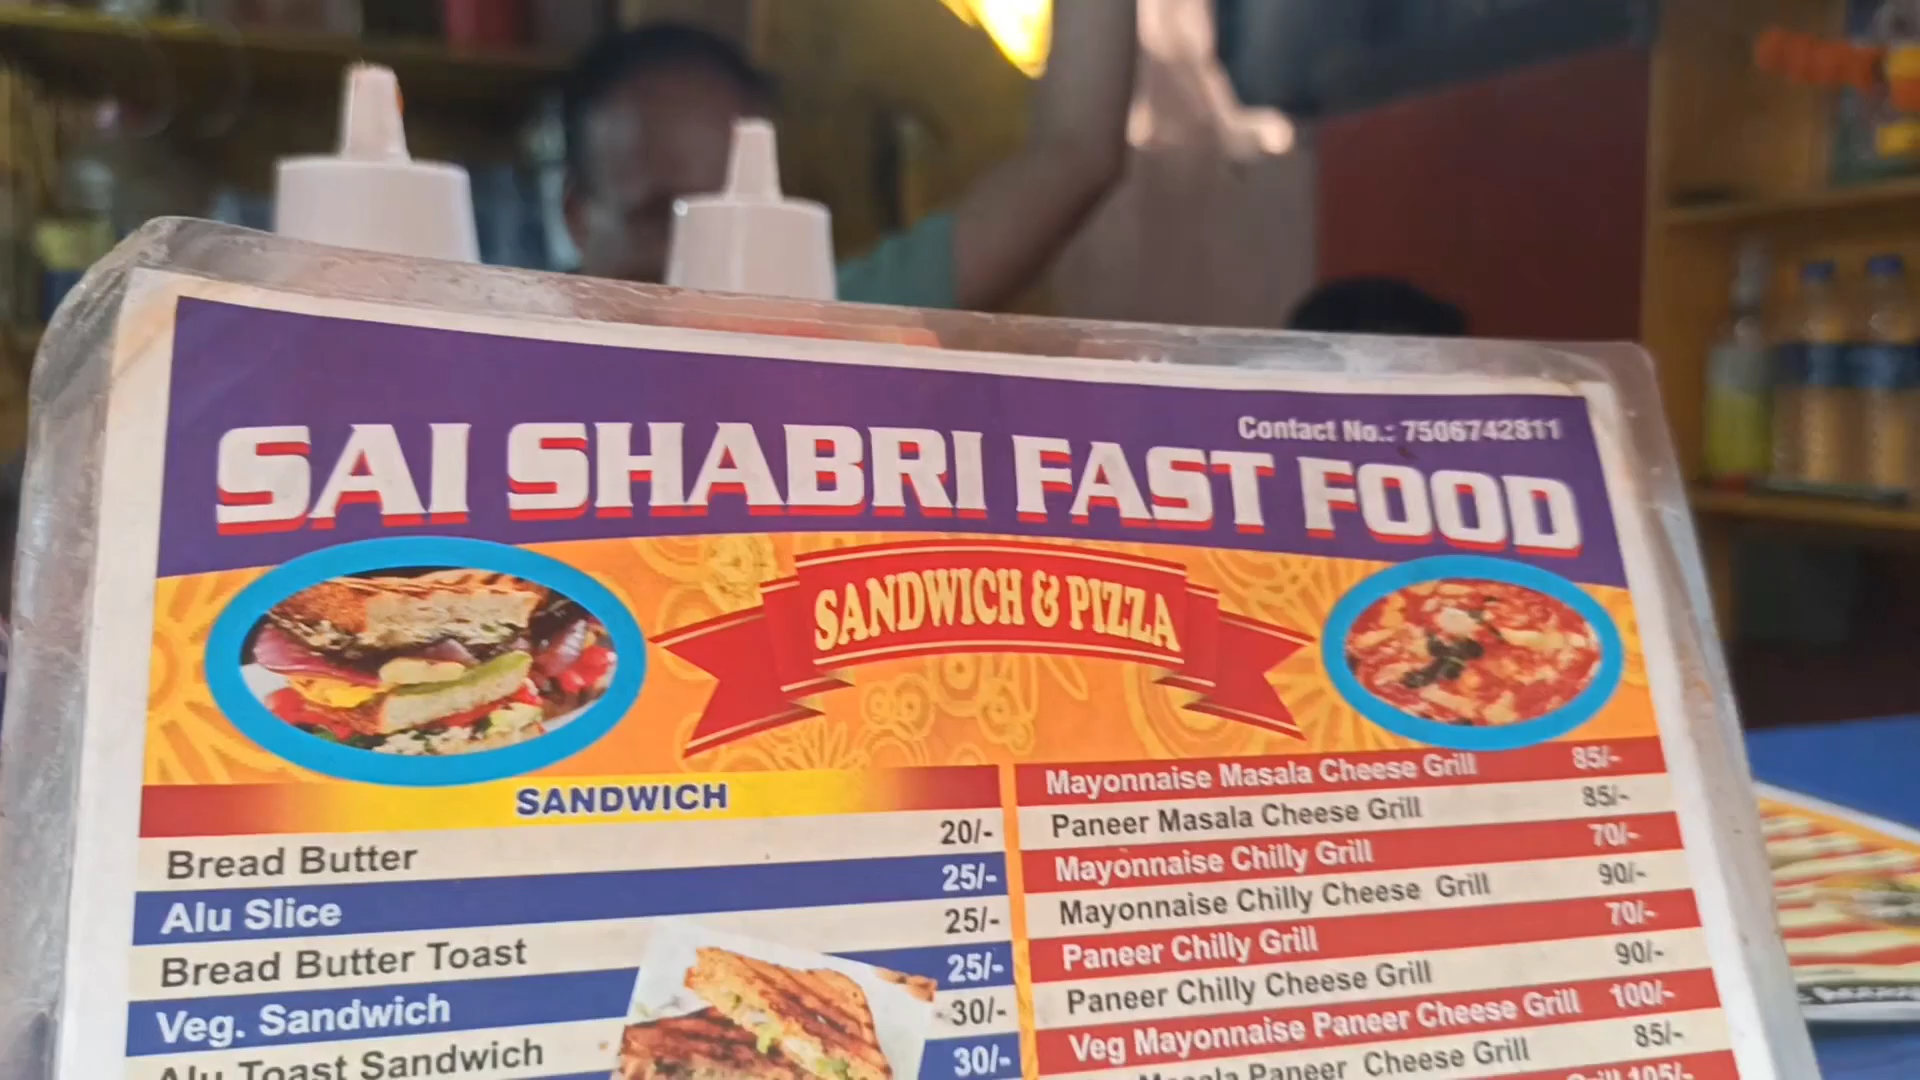 Contact No.: 7506742811
SAI SHABRI FAST FOOD
SANDWICH & PIZZA
SANDWICH
Bread Butter 20/-
Alu Slice 25/-
Bread Butter Toast 25/-
Veg. Sandwich 25/-
Alu Toast Sandwich 30/-
30/-
Mayonnaise Masala Cheese Grill 85/-
Paneer Masala Cheese Grill 85/-
Mayonnaise Chilly Grill 70/-
Mayonnaise Chilly Cheese Grill 90/-
Paneer Chilly Grill 70/-
Paneer Chilly Cheese Grill 90/-
Veg Mayonnaise Paneer Cheese Grill 100/-
Masala Paneer Cheese Grill 85/-
Grill 105/-